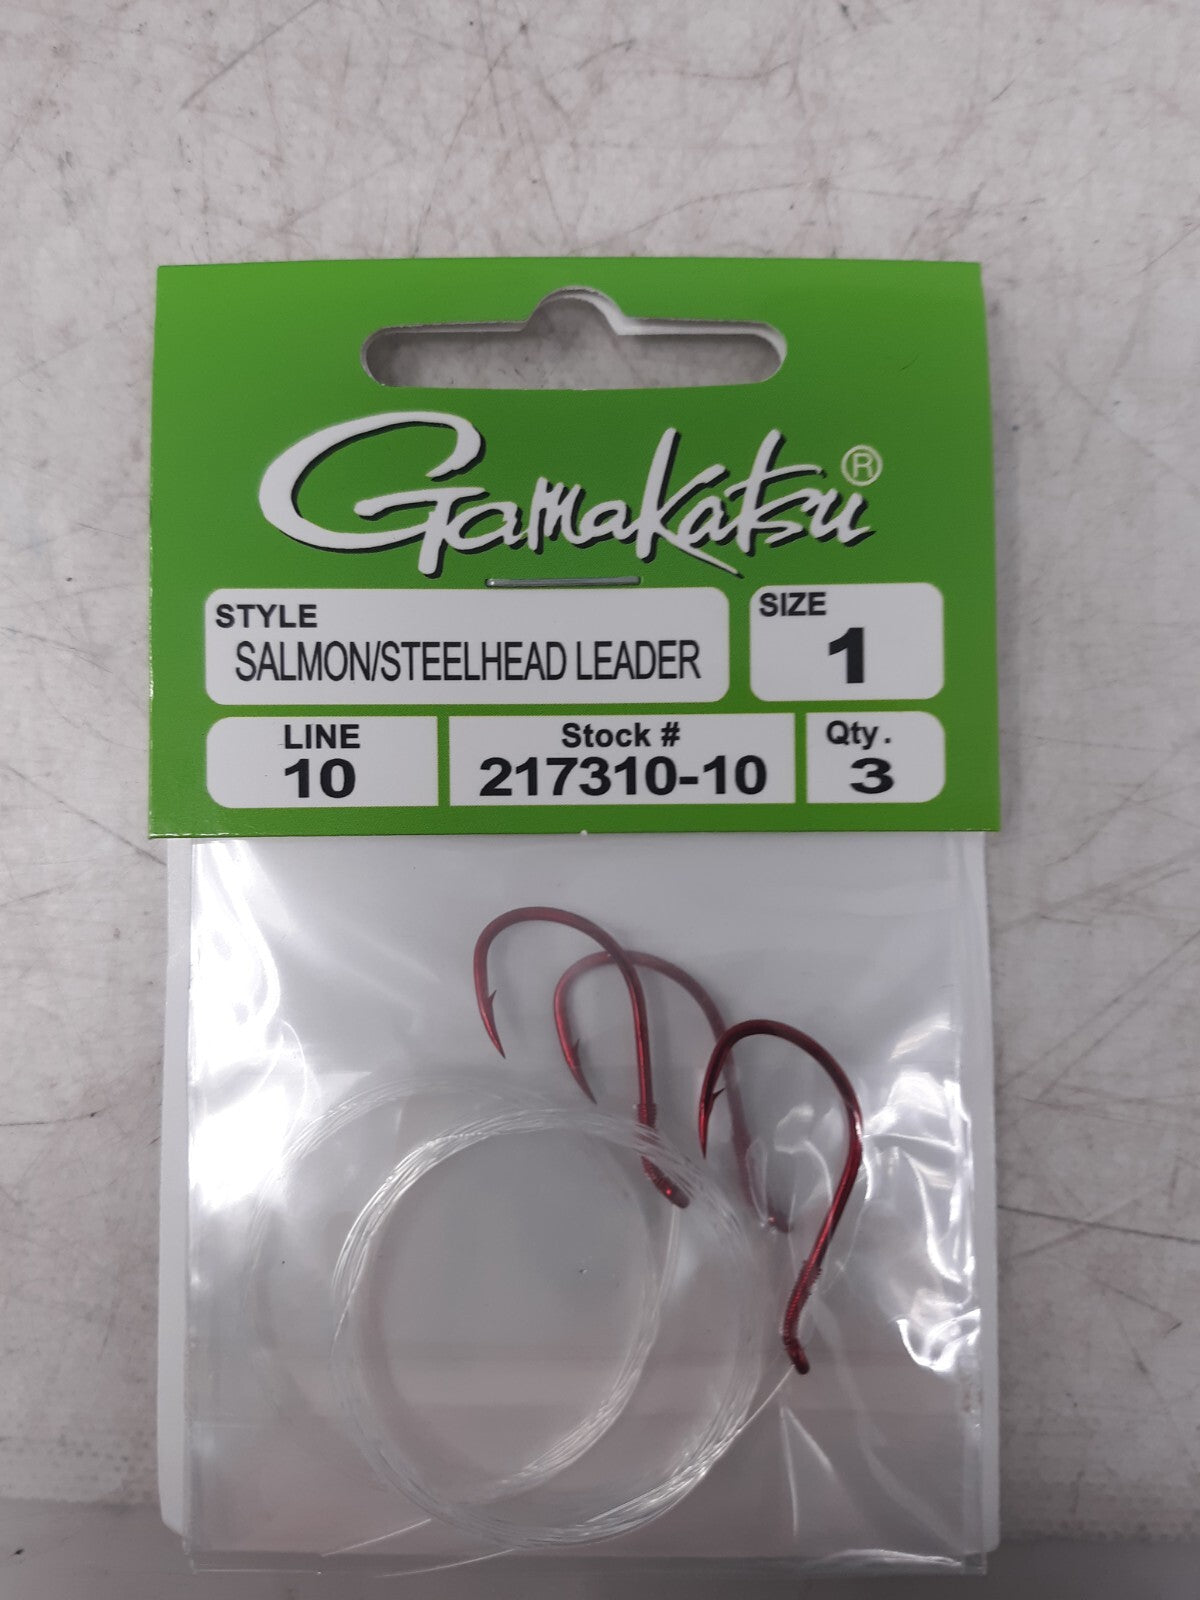 Gamakatsu®
STYLE
SALMON/STEELHEAD LEADER
SIZE
1
LINE
10
Stock #
217310-10
Qty.
3